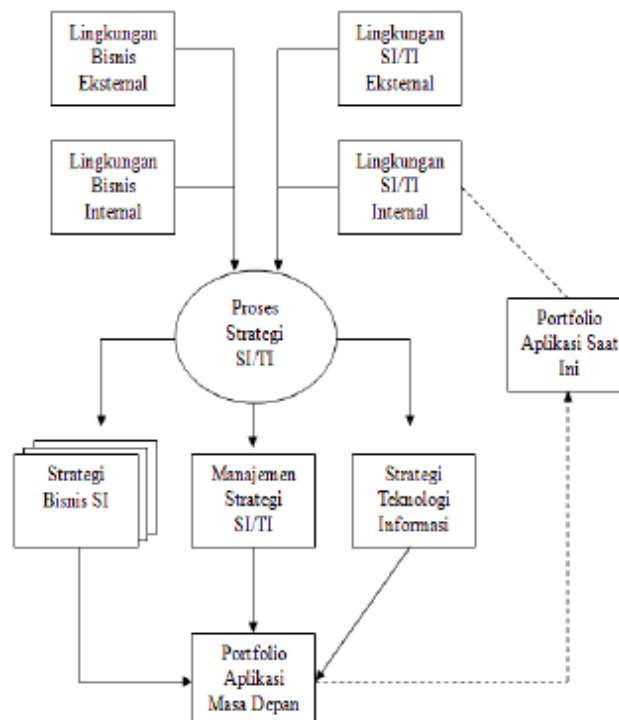 Lingkungan
Bisnis
Eksternal
Lingkungan
SI/TI
Eksternal
Lingkungan
Bisnis
Internal
Lingkungan
SI/TI
Internal
Proses
Strategi
SI/TI
Portfolio
Aplikasi Saat
Ini
Strategi
Bisnis SI
Manajemen
Strategi
SI/TI
Strategi
Teknologi
Informasi
Portfolio
Aplikasi
Masa Depan